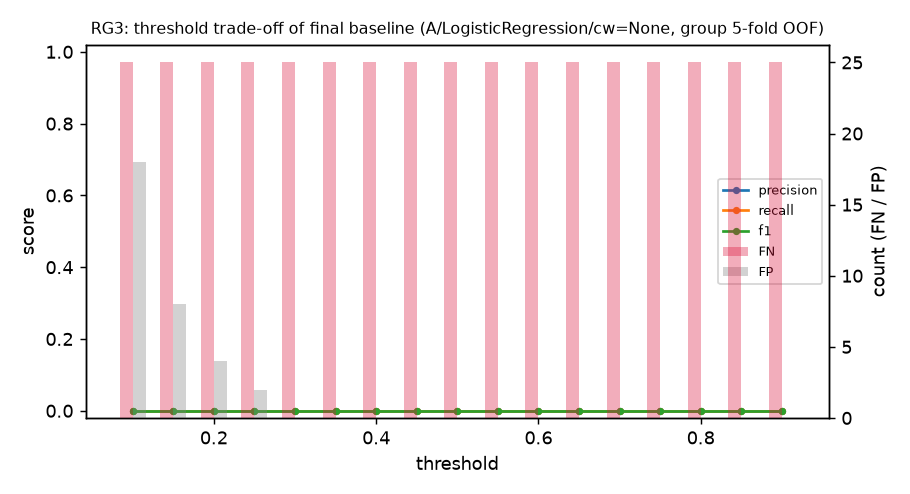 RG3: threshold trade-off of final baseline (A/LogisticRegression/cw=None, group 5-fold OOF)
1.0
0.8
0.6
0.4
0.2
0.0
score
0.2
0.4
0.6
0.8
threshold
25
20
15
10
5
0
count (FN / FP)
precision
recall
f1
FN
FP